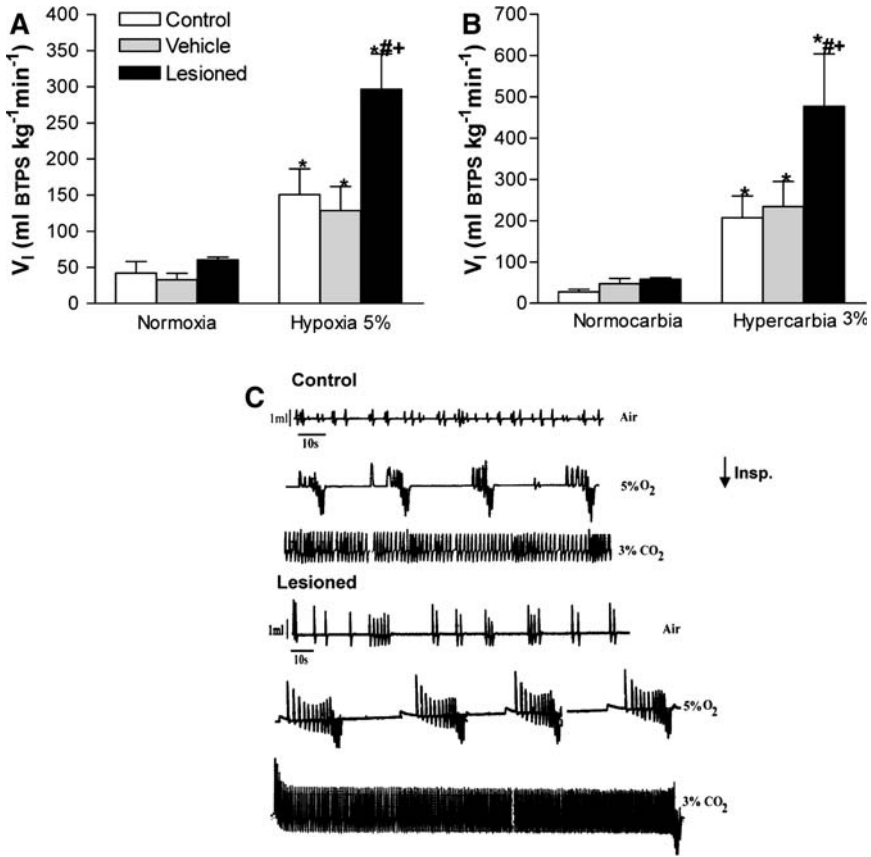 A
B
400
350
300
250
200
150
100
50
0
V_I (ml BTPS kg⁻¹min⁻¹)
Control
Vehicle
Lesioned
*
*
*#+
Normoxia
Hypoxia 5%
700
600
500
400
300
200
100
0
V_I (ml BTPS kg⁻¹min⁻¹)
*
*
*#+
Normocarbia
Hypercarbia 3%
C
Control
1ml
Air
10s
5%O₂
Insp.
3% CO₂
Lesioned
1ml
Air
10s
5%O₂
3% CO₂